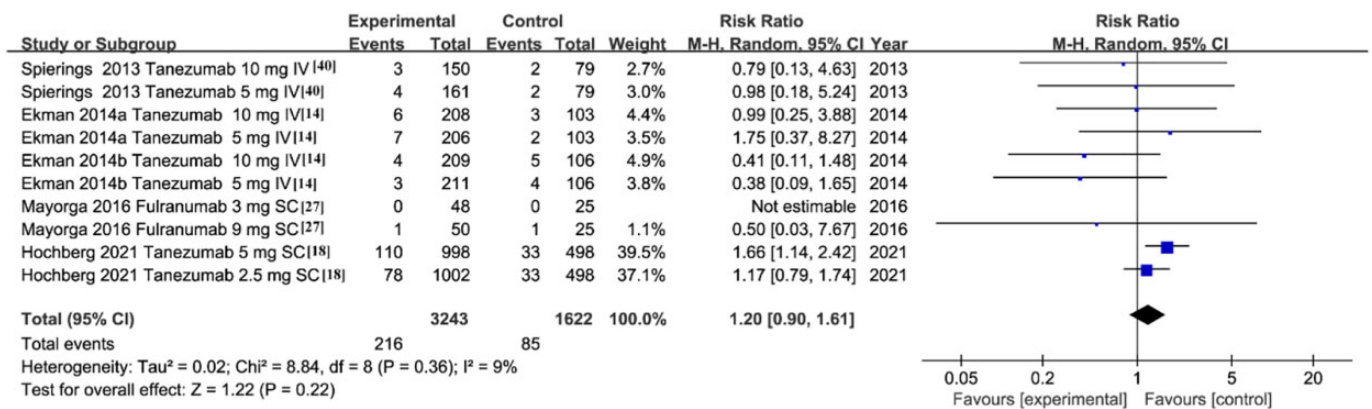 Experimental Control Risk Ratio Risk Ratio
Study or Subgroup Events Total Events Total Weight M-H, Random, 95% CI Year M-H, Random, 95% CI
Spierings 2013 Tanezumab 10 mg IV[40] 3 150 2 79 2.7% 0.79 [0.13, 4.63] 2013
Spierings 2013 Tanezumab 5 mg IV[40] 4 161 2 79 3.0% 0.98 [0.18, 5.24] 2013
Ekman 2014a Tanezumab 10 mg IV[14] 6 208 3 103 4.4% 0.99 [0.25, 3.88] 2014
Ekman 2014a Tanezumab 5 mg IV[14] 7 206 2 103 3.5% 1.75 [0.37, 8.27] 2014
Ekman 2014b Tanezumab 10 mg IV[14] 4 209 5 106 4.9% 0.41 [0.11, 1.48] 2014
Ekman 2014b Tanezumab 5 mg IV[14] 3 211 4 106 3.8% 0.38 [0.09, 1.65] 2014
Mayorga 2016 Fulranumab 3 mg SC[27] 0 48 0 25 Not estimable 2016
Mayorga 2016 Fulranumab 9 mg SC[27] 1 50 1 25 1.1% 0.50 [0.03, 7.67] 2016
Hochberg 2021 Tanezumab 5 mg SC[18] 110 998 33 498 39.5% 1.66 [1.14, 2.42] 2021
Hochberg 2021 Tanezumab 2.5 mg SC[18] 78 1002 33 498 37.1% 1.17 [0.79, 1.74] 2021
Total (95% CI) 3243 1622 100.0% 1.20 [0.90, 1.61]
Total events 216 85
Heterogeneity: Tau² = 0.02; Chi² = 8.84, df = 8 (P = 0.36); I² = 9%
Test for overall effect: Z = 1.22 (P = 0.22)
0.05 0.2 1 5 20
Favours [experimental] Favours [control]